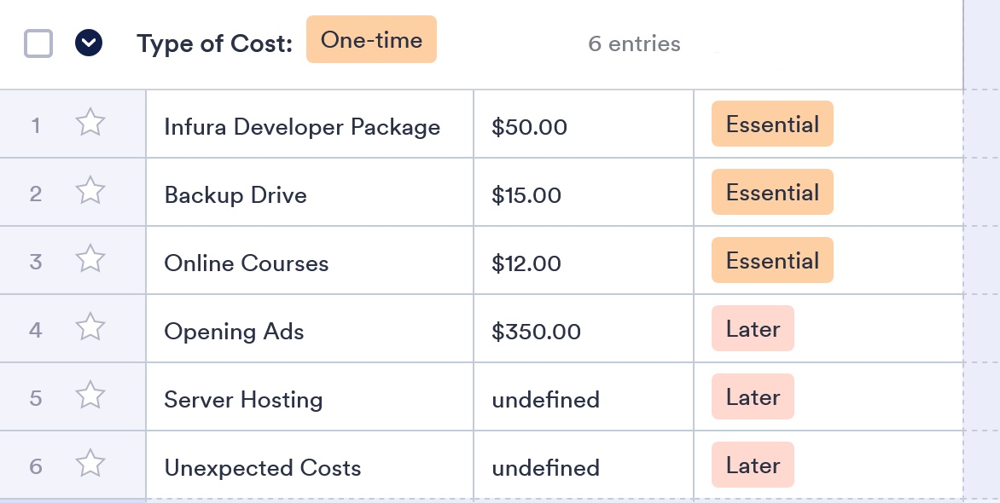 Type of Cost: One-time 6 entries
1 Infura Developer Package $50.00 Essential
2 Backup Drive $15.00 Essential
3 Online Courses $12.00 Essential
4 Opening Ads $350.00 Later
5 Server Hosting undefined Later
6 Unexpected Costs undefined Later